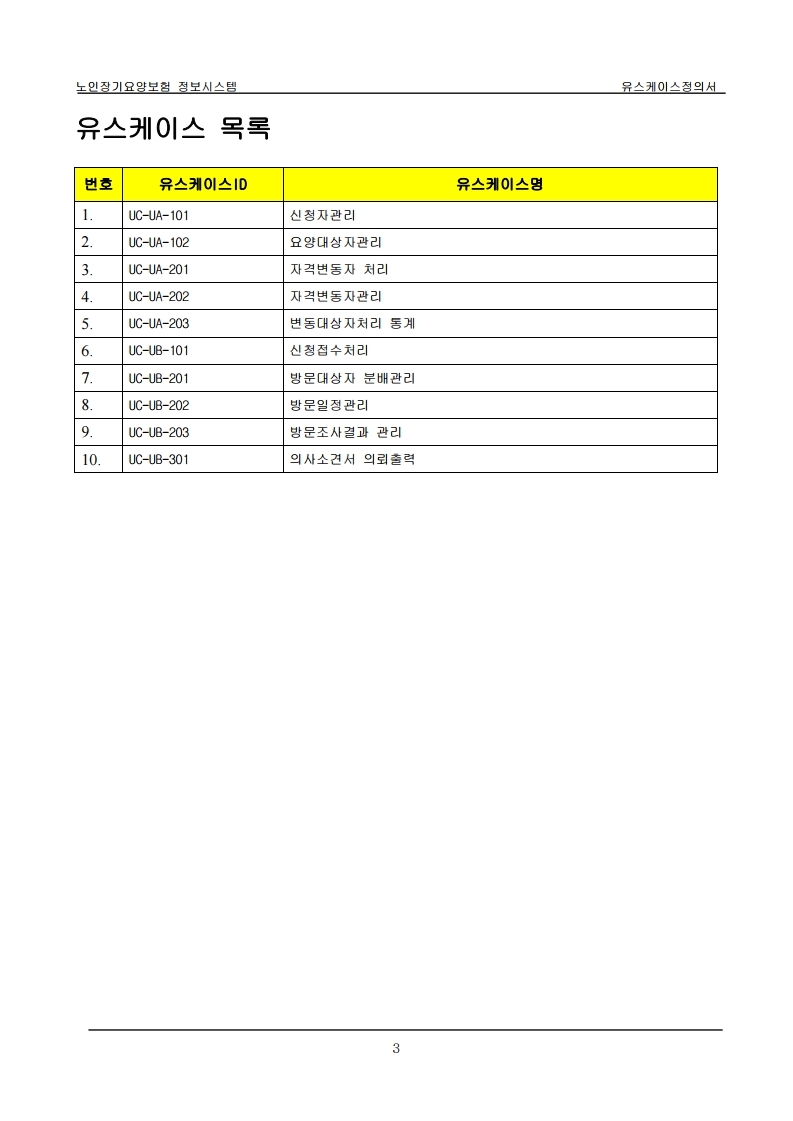 노인장기요양보험 정보시스템 유스케이스정의서
유스케이스 목록
번호 유스케이스ID 유스케이스명
1. UC-UA-101 신청자관리
2. UC-UA-102 요양대상자관리
3. UC-UA-201 자격변동자 처리
4. UC-UA-202 자격변동자관리
5. UC-UA-203 변동대상자처리 통계
6. UC-UB-101 신청접수처리
7. UC-UB-201 방문대상자 분배관리
8. UC-UB-202 방문일정관리
9. UC-UB-203 방문조사결과 관리
10. UC-UB-301 의사소견서 의뢰출력
3